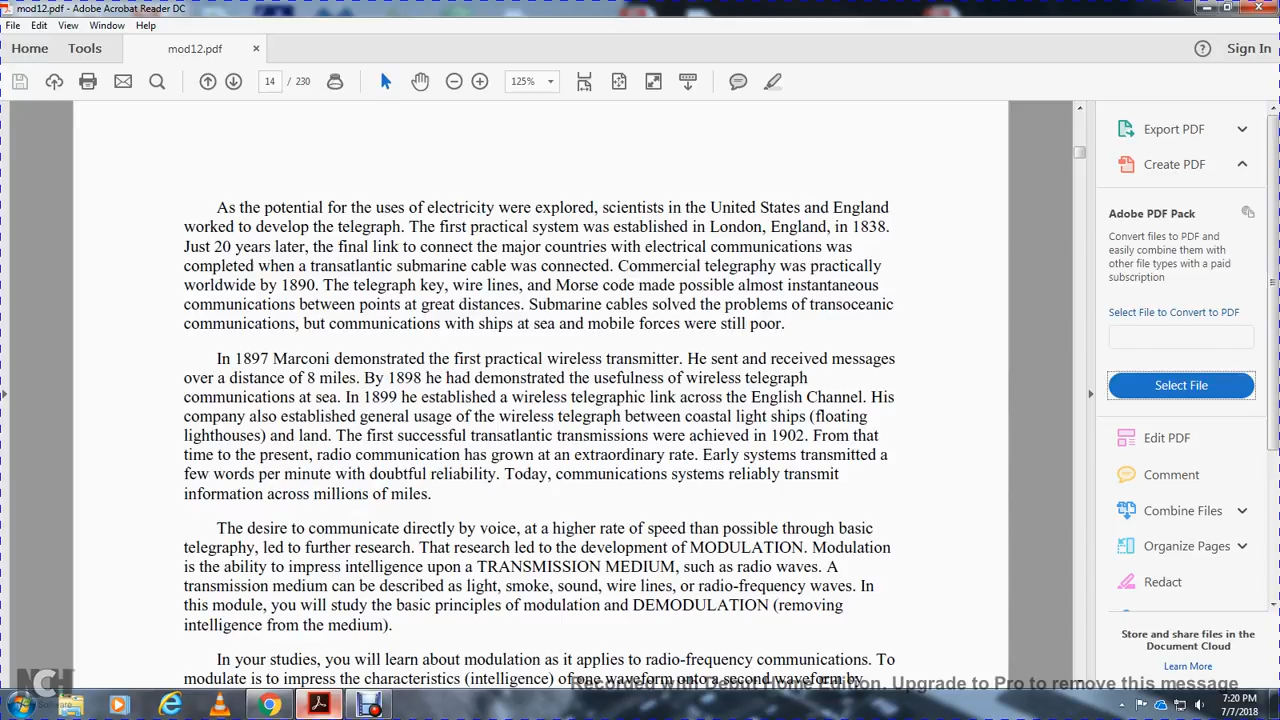 mod12.pdf - Adobe Acrobat Reader DC
File Edit View Window Help
Home Tools mod12.pdf × Sign In
14 / 230 125%
As the potential for the uses of electricity were explored, scientists in the United States and England
worked to develop the telegraph. The first practical system was established in London, England, in 1838.
Just 20 years later, the final link to connect the major countries with electrical communications was
completed when a transatlantic submarine cable was connected. Commercial telegraphy was practically
worldwide by 1890. The telegraph key, wire lines, and Morse code made possible almost instantaneous
communications between points at great distances. Submarine cables solved the problems of transoceanic
communications, but communications with ships at sea and mobile forces were still poor.
In 1897 Marconi demonstrated the first practical wireless transmitter. He sent and received messages
over a distance of 8 miles. By 1898 he had demonstrated the usefulness of wireless telegraph
communications at sea. In 1899 he established a wireless telegraphic link across the English Channel. His
company also established general usage of the wireless telegraph between coastal light ships (floating
lighthouses) and land. The first successful transatlantic transmissions were achieved in 1902. From that
time to the present, radio communication has grown at an extraordinary rate. Early systems transmitted a
few words per minute with doubtful reliability. Today, communications systems reliably transmit
information across millions of miles.
The desire to communicate directly by voice, at a higher rate of speed than possible through basic
telegraphy, led to further research. That research led to the development of MODULATION. Modulation
is the ability to impress intelligence upon a TRANSMISSION MEDIUM, such as radio waves. A
transmission medium can be described as light, smoke, sound, wire lines, or radio-frequency waves. In
this module, you will study the basic principles of modulation and DEMODULATION (removing
intelligence from the medium).
In your studies, you will learn about modulation as it applies to radio-frequency communications. To
modulate is to impress the characteristics (intelligence) of one waveform onto a second waveform by
Export PDF
Create PDF
Adobe PDF Pack
Convert files to PDF and
easily combine them with
other file types with a paid
subscription
Select File to Convert to PDF
Select File
Edit PDF
Comment
Combine Files
Organize Pages
Redact
Store and share files in the
Document Cloud
Learn More
NCH
Software
Recorded with Debut Home Edition. Upgrade to Pro to remove this message
7:20 PM
7/7/2018